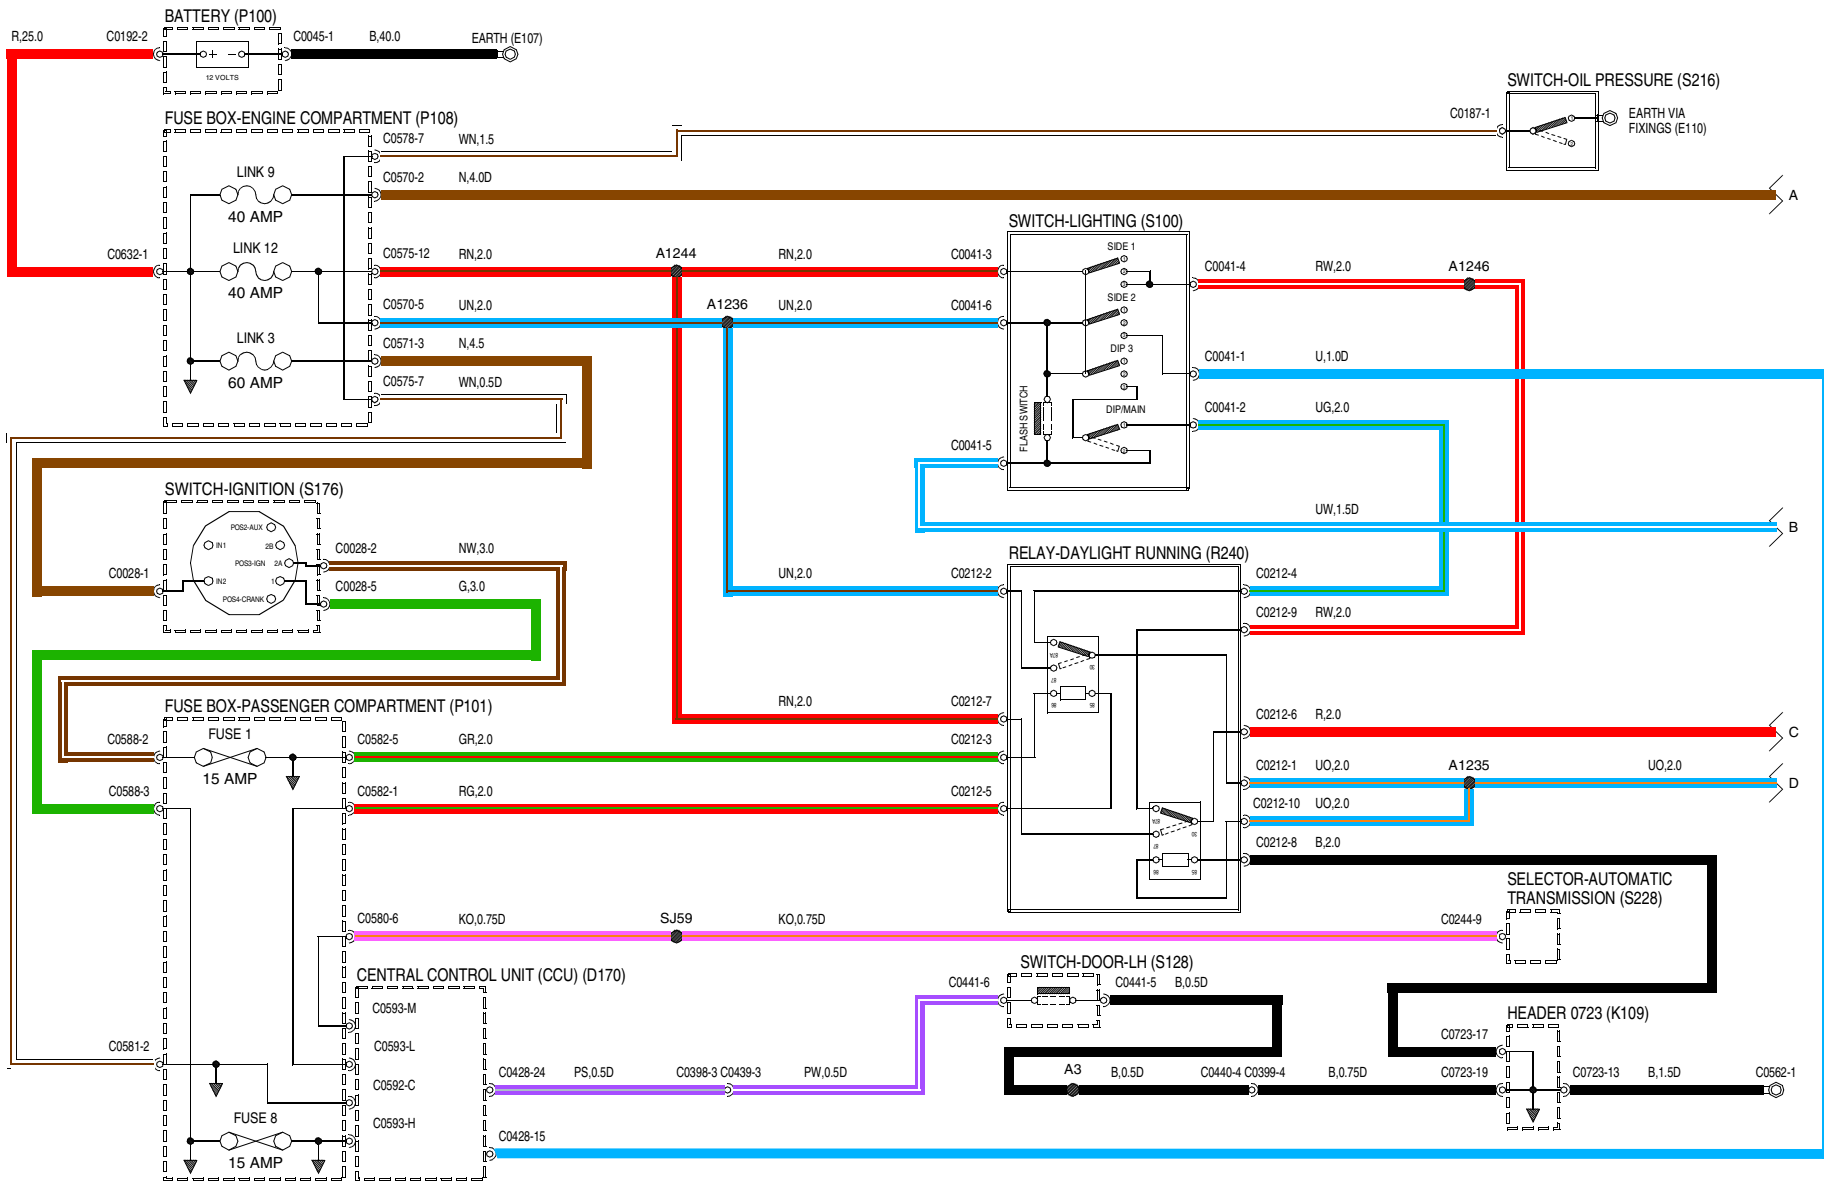 BATTERY (P100)
R,25.0
C0192-2
C0045-1
B,40.0
EARTH (E107)
+ −
12 VOLTS
SWITCH-OIL PRESSURE (S216)
C0187-1
EARTH VIA
FIXINGS (E110)
1
2
FUSE BOX-ENGINE COMPARTMENT (P108)
C0578-7
WN,1.5
LINK 9
40 AMP
C0570-2
N,4.0D
A
LINK 12
40 AMP
C0632-1
C0575-12
RN,2.0
A1244
RN,2.0
C0041-3
C0570-5
UN,2.0
A1236
UN,2.0
C0041-6
LINK 3
60 AMP
C0571-3
N,4.5
C0575-7
WN,0.5D
SWITCH-LIGHTING (S100)
SIDE 1
SIDE 2
DIP 3
DIP/MAIN
FLASH SWITCH
C0041-4
RW,2.0
A1246
C0041-1
U,1.0D
C0041-2
UG,2.0
C0041-5
UW,1.5D
B
SWITCH-IGNITION (S176)
POS2-AUX
IN1
2B
POS3-IGN
2A
IN2
1
POS4-CRANK
C0028-1
C0028-2
NW,3.0
C0028-5
G,3.0
RELAY-DAYLIGHT RUNNING (R240)
UN,2.0
C0212-2
C0212-4
C0212-9
RW,2.0
87A
30
87
86
85
RN,2.0
C0212-7
C0212-6
R,2.0
C
C0212-3
C0212-1
UO,2.0
A1235
UO,2.0
D
C0212-5
C0212-10
UO,2.0
87A
30
87
86
85
C0212-8
B,2.0
FUSE BOX-PASSENGER COMPARTMENT (P101)
FUSE 1
15 AMP
C0588-2
C0582-5
GR,2.0
C0588-3
C0582-1
RG,2.0
C0580-6
KO,0.75D
SJ59
KO,0.75D
C0244-9
SELECTOR-AUTOMATIC
TRANSMISSION (S228)
CENTRAL CONTROL UNIT (CCU) (D170)
C0593-M
C0593-L
C0592-C
C0593-H
C0581-2
FUSE 8
15 AMP
C0428-24
PS,0.5D
C0398-3 C0439-3
PW,0.5D
C0428-15
SWITCH-DOOR-LH (S128)
C0441-6
C0441-5
B,0.5D
A3
B,0.5D
C0440-4 C0399-4
B,0.75D
HEADER 0723 (K109)
C0723-17
C0723-19
C0723-13
B,1.5D
C0562-1